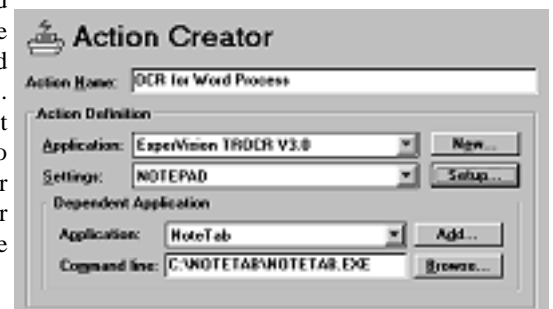 Action Creator
Action Name: OCR for Word Process
Action Definition
Application: ExperVision TROCR V3.0 New...
Settings: NOTEPAD Setup...
Dependent Application
Application: NoteTab Add...
Command line: C:\NOTETAB\NOTETAB.EXE Browse...